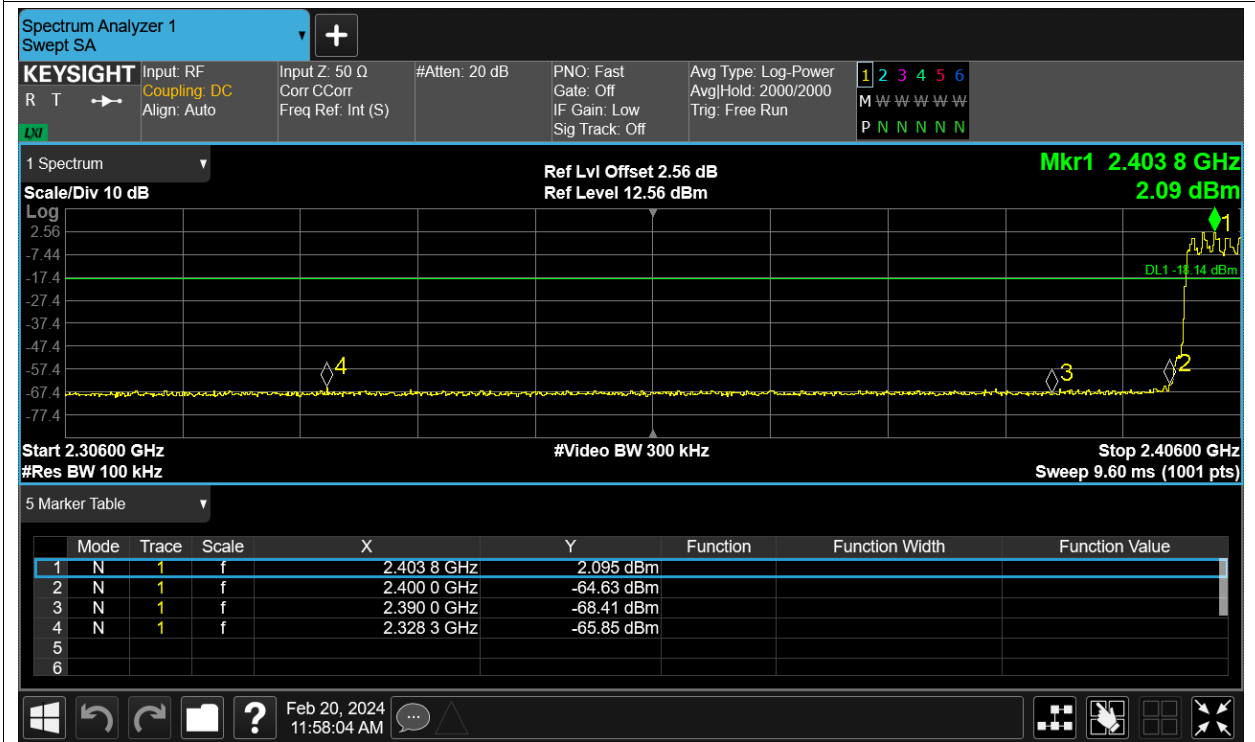 Spectrum Analyzer 1
Swept SA
KEYSIGHT
R T
LXI
Input: RF
Coupling: DC
Align: Auto
Input Z: 50 Ω
Corr CCorr
Freq Ref: Int (S)
#Atten: 20 dB
PNO: Fast
Gate: Off
IF Gain: Low
Sig Track: Off
Avg Type: Log-Power
Avg|Hold: 2000/2000
Trig: Free Run
1 2 3 4 5 6
M W W W W W
P N N N N N
1 Spectrum
Scale/Div 10 dB
Ref Lvl Offset 2.56 dB
Ref Level 12.56 dBm
Mkr1 2.403 8 GHz
2.09 dBm
Log
2.56
-7.44
-17.4
-27.4
-37.4
-47.4
-57.4
-67.4
-77.4
1
DL1 -18.14 dBm
4
3
2
Start 2.30600 GHz
#Res BW 100 kHz
#Video BW 300 kHz
Stop 2.40600 GHz
Sweep 9.60 ms (1001 pts)
5 Marker Table
Mode Trace Scale X Y Function Function Width Function Value
1 N 1 f 2.403 8 GHz 2.095 dBm
2 N 1 f 2.400 0 GHz -64.63 dBm
3 N 1 f 2.390 0 GHz -68.41 dBm
4 N 1 f 2.328 3 GHz -65.85 dBm
5
6
?
Feb 20, 2024
11:58:04 AM